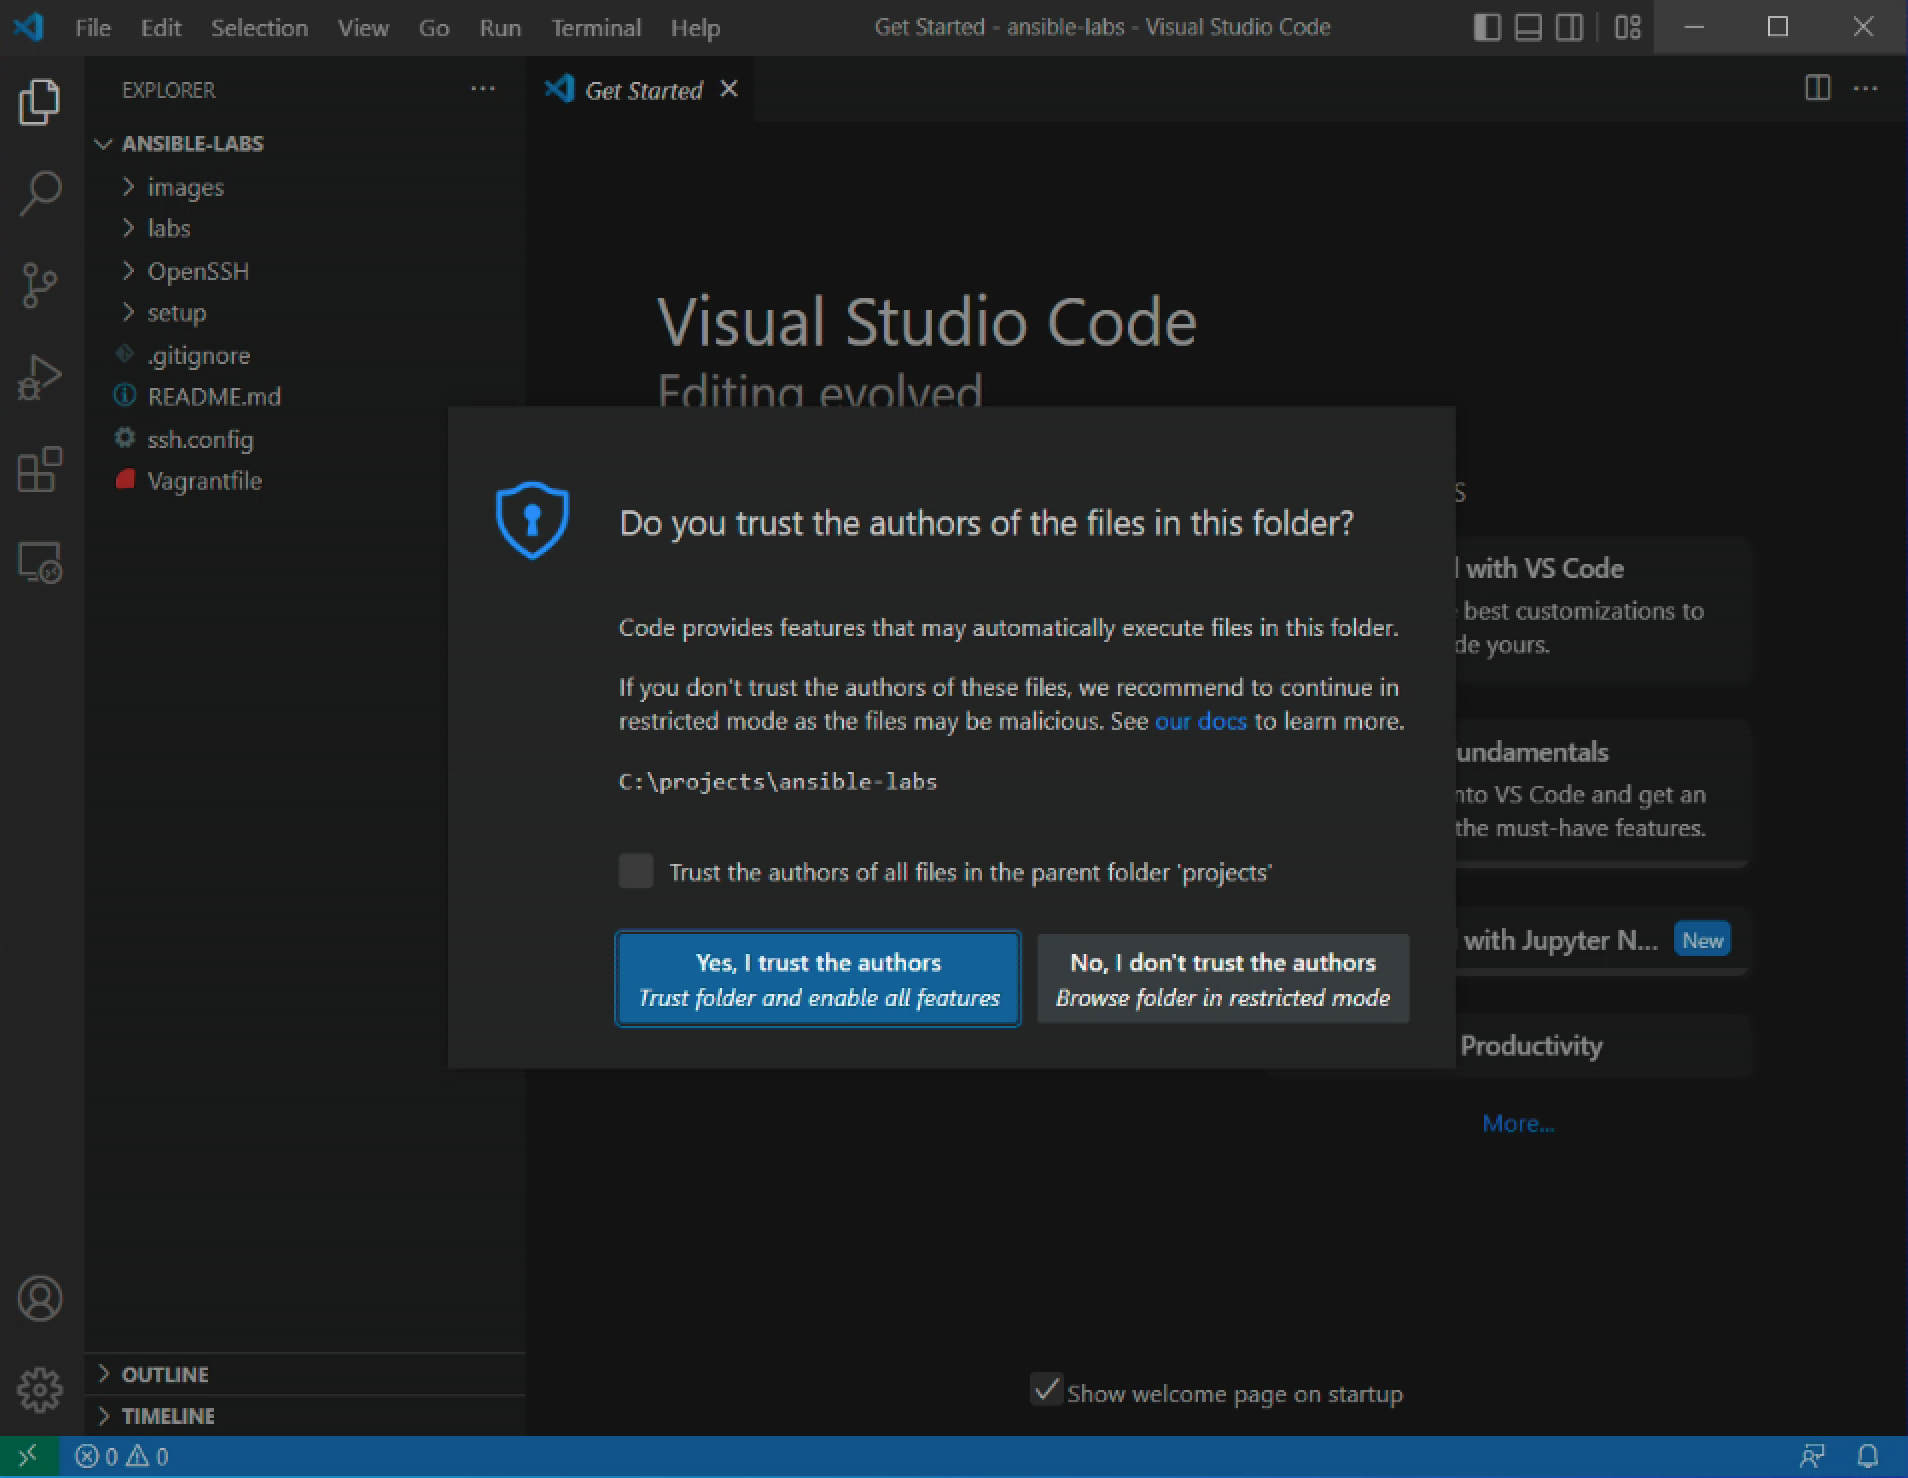 File Edit Selection View Go Run Terminal Help
Get Started - ansible-labs - Visual Studio Code
EXPLORER
Get Started
ANSIBLE-LABS
images
labs
OpenSSH
setup
.gitignore
README.md
ssh.config
Vagrantfile
Visual Studio Code
Editing evolved
Do you trust the authors of the files in this folder?
Code provides features that may automatically execute files in this folder.
If you don't trust the authors of these files, we recommend to continue in
restricted mode as the files may be malicious. See our docs to learn more.
C:\projects\ansible-labs
Trust the authors of all files in the parent folder 'projects'
Yes, I trust the authors
Trust folder and enable all features
No, I don't trust the authors
Browse folder in restricted mode
with VS Code
best customizations to
yours.
undamentals
VS Code and get an
the must-have features.
with Jupyter N... New
Productivity
More...
Show welcome page on startup
OUTLINE
TIMELINE
0 0